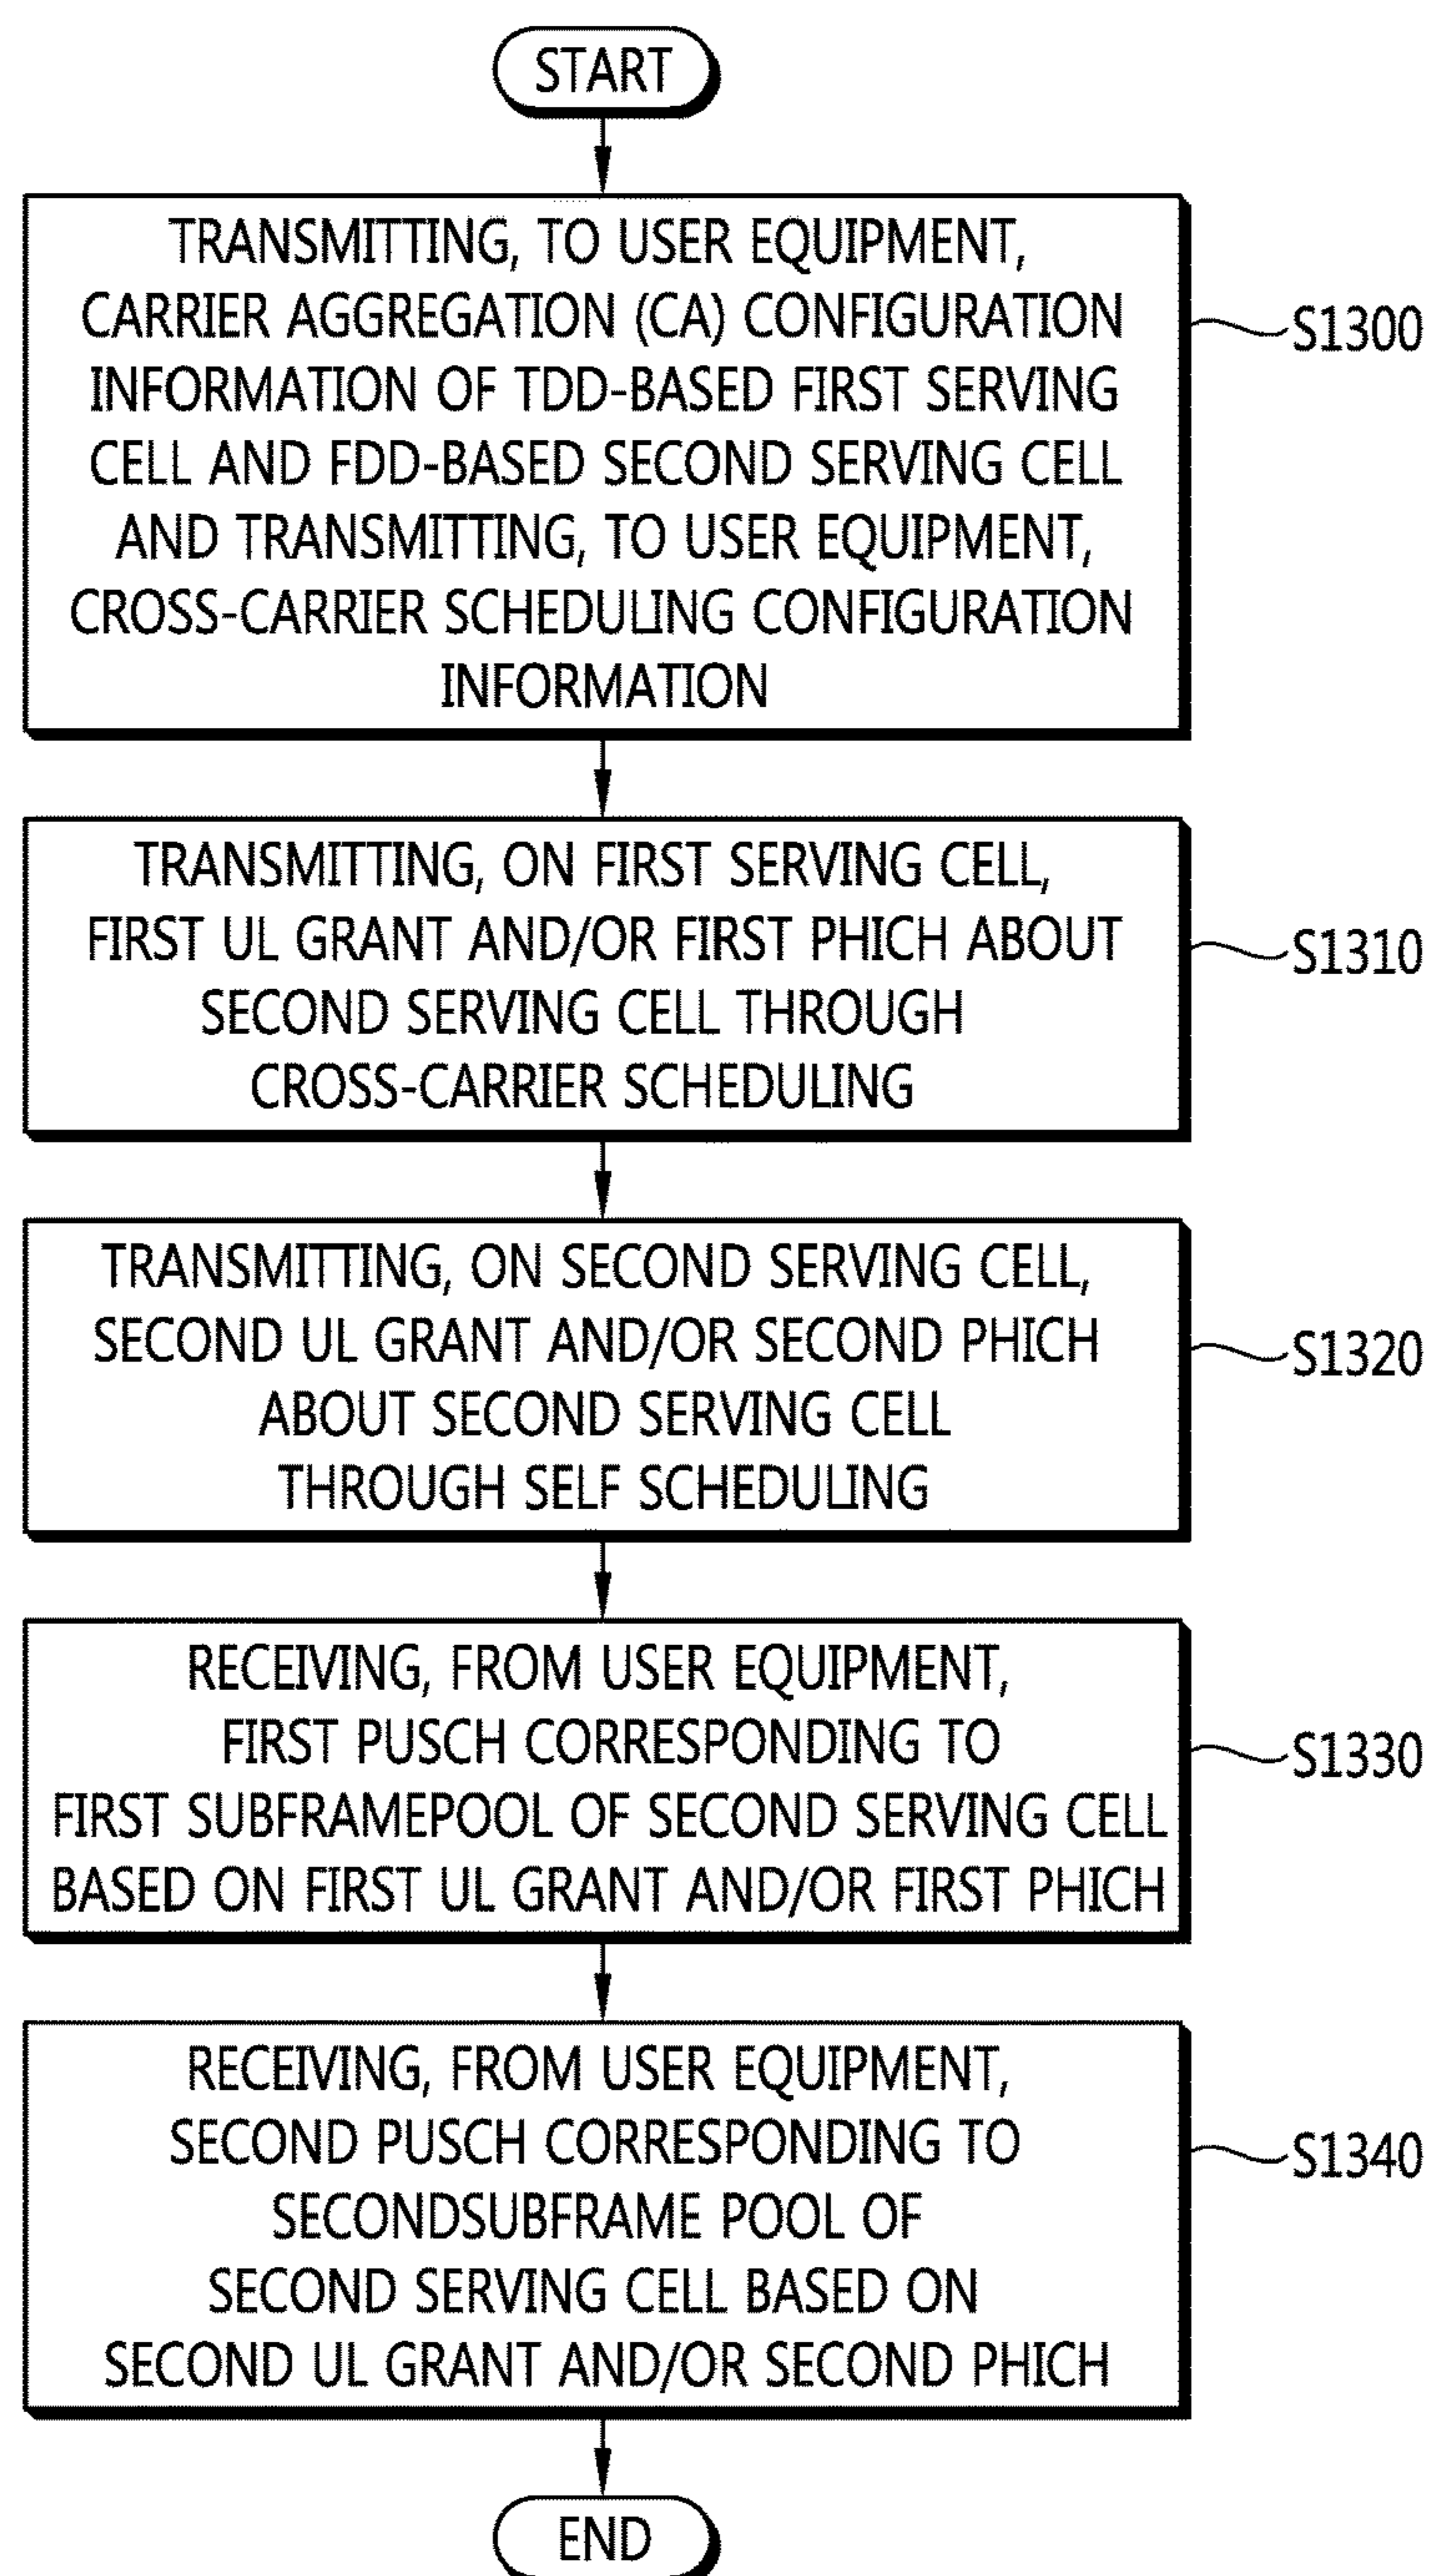 START
TRANSMITTING, TO USER EQUIPMENT,
CARRIER AGGREGATION (CA) CONFIGURATION
INFORMATION OF TDD-BASED FIRST SERVING
CELL AND FDD-BASED SECOND SERVING CELL
AND TRANSMITTING, TO USER EQUIPMENT,
CROSS-CARRIER SCHEDULING CONFIGURATION
INFORMATION
S1300
TRANSMITTING, ON FIRST SERVING CELL,
FIRST UL GRANT AND/OR FIRST PHICH ABOUT
SECOND SERVING CELL THROUGH
CROSS-CARRIER SCHEDULING
S1310
TRANSMITTING, ON SECOND SERVING CELL,
SECOND UL GRANT AND/OR SECOND PHICH
ABOUT SECOND SERVING CELL
THROUGH SELF SCHEDULING
S1320
RECEIVING, FROM USER EQUIPMENT,
FIRST PUSCH CORRESPONDING TO
FIRST SUBFRAMEPOOL OF SECOND SERVING CELL
BASED ON FIRST UL GRANT AND/OR FIRST PHICH
S1330
RECEIVING, FROM USER EQUIPMENT,
SECOND PUSCH CORRESPONDING TO
SECONDSUBFRAME POOL OF
SECOND SERVING CELL BASED ON
SECOND UL GRANT AND/OR SECOND PHICH
S1340
END